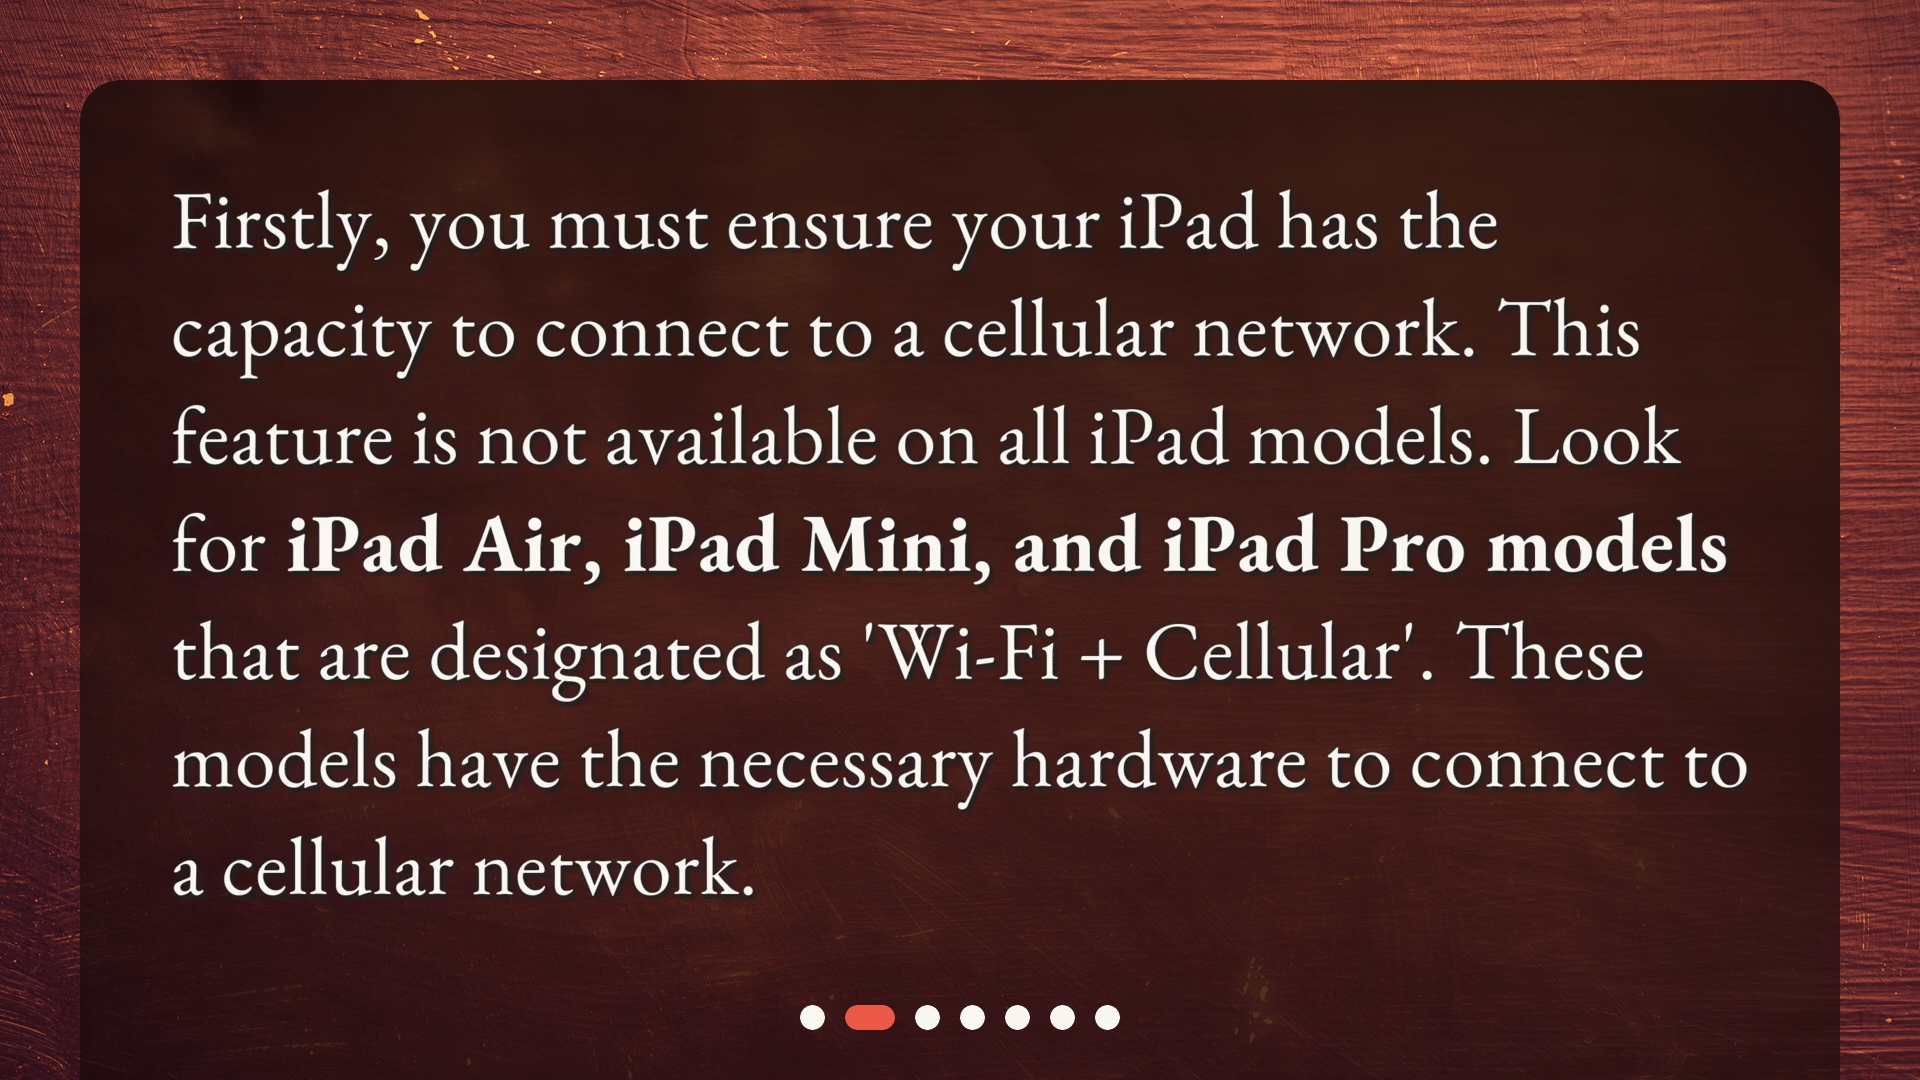 Firstly, you must ensure your iPad has the
capacity to connect to a cellular network. This
feature is not available on all iPad models. Look
for iPad Air, iPad Mini, and iPad Pro models
that are designated as 'Wi-Fi + Cellular'. These
models have the necessary hardware to connect to
a cellular network.